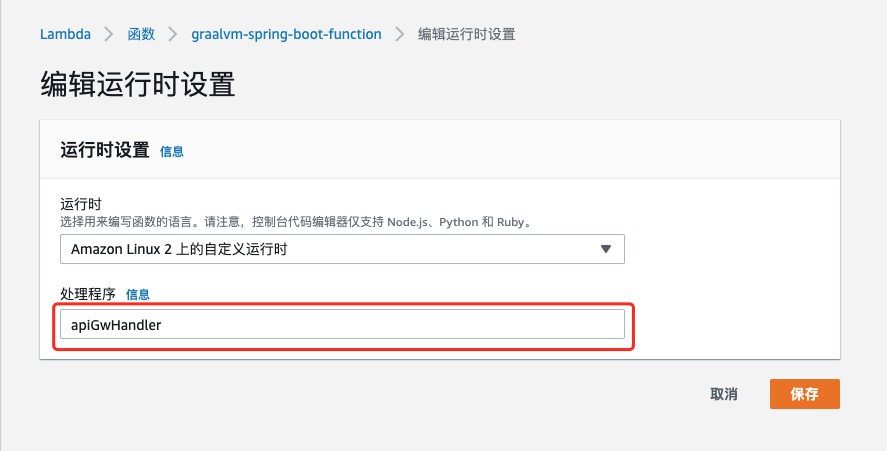 Lambda > 函数 > graalvm-spring-boot-function > 编辑运行时设置
编辑运行时设置
运行时设置 信息
运行时
选择用来编写函数的语言。请注意，控制台代码编辑器仅支持 Node.js、Python 和 Ruby。
Amazon Linux 2 上的自定义运行时
处理程序 信息
apiGwHandler
取消 保存